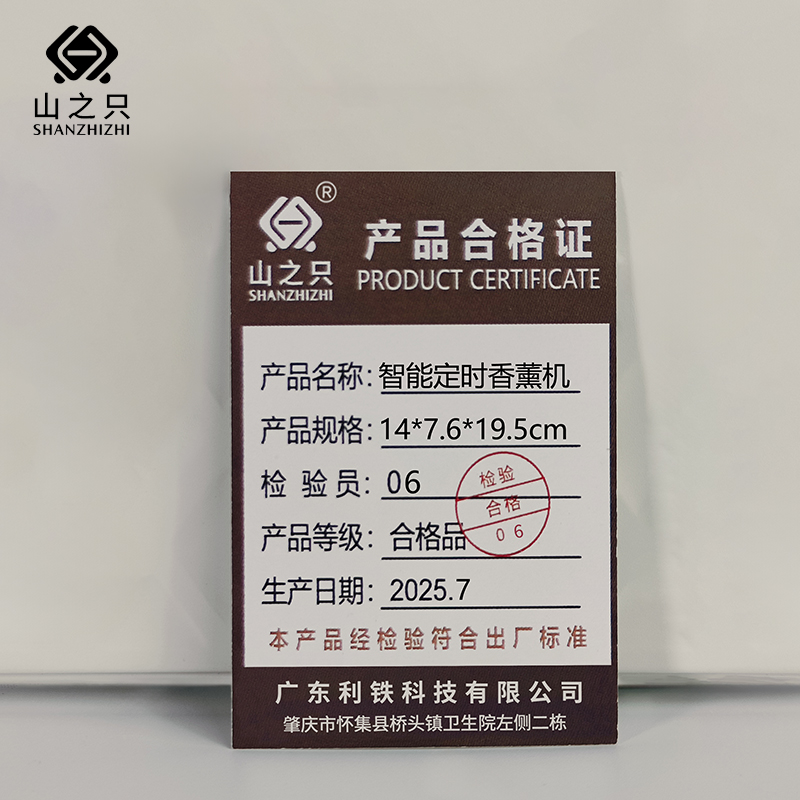 山之只
SHANZHIZHI
®
山之只
SHANZHIZHI
产品合格证
PRODUCT CERTIFICATE
产品名称：智能定时香薰机
产品规格：14*7.6*19.5cm
检验员：06
产品等级：合格品
生产日期：2025.7
检验
合格
06
本产品经检验符合出厂标准
广东利铁科技有限公司
肇庆市怀集县桥头镇卫生院左侧二栋